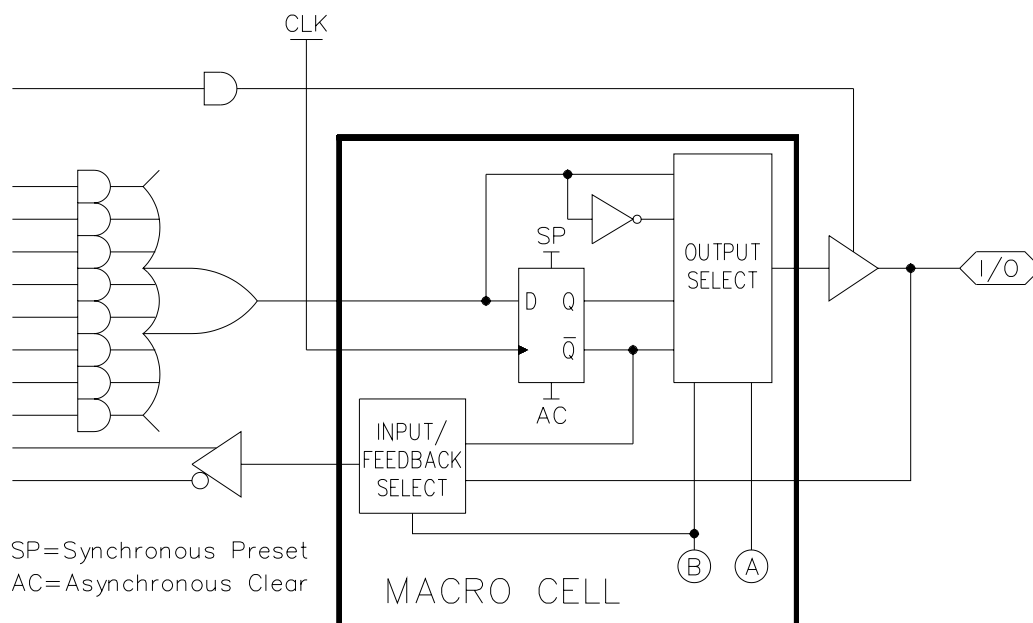 CLK
SP
OUTPUT
SELECT
I/O
D Q
Q̅
AC
INPUT/
FEEDBACK
SELECT
B A
SP=Synchronous Preset
AC=Asynchronous Clear
MACRO CELL